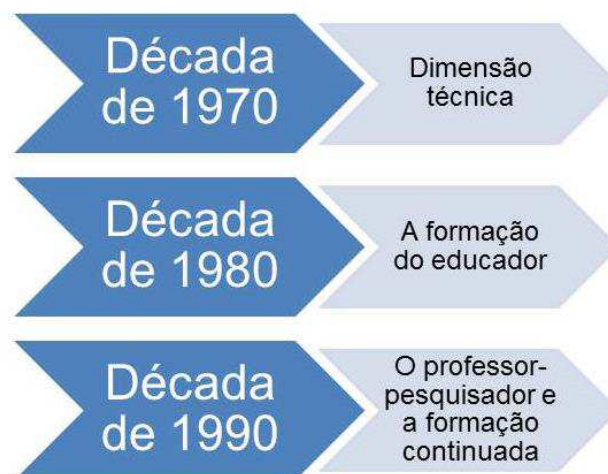 Década
de 1970
Dimensão
técnica
Década
de 1980
A formação
do educador
Década
de 1990
O professor-
pesquisador e
a formação
continuada